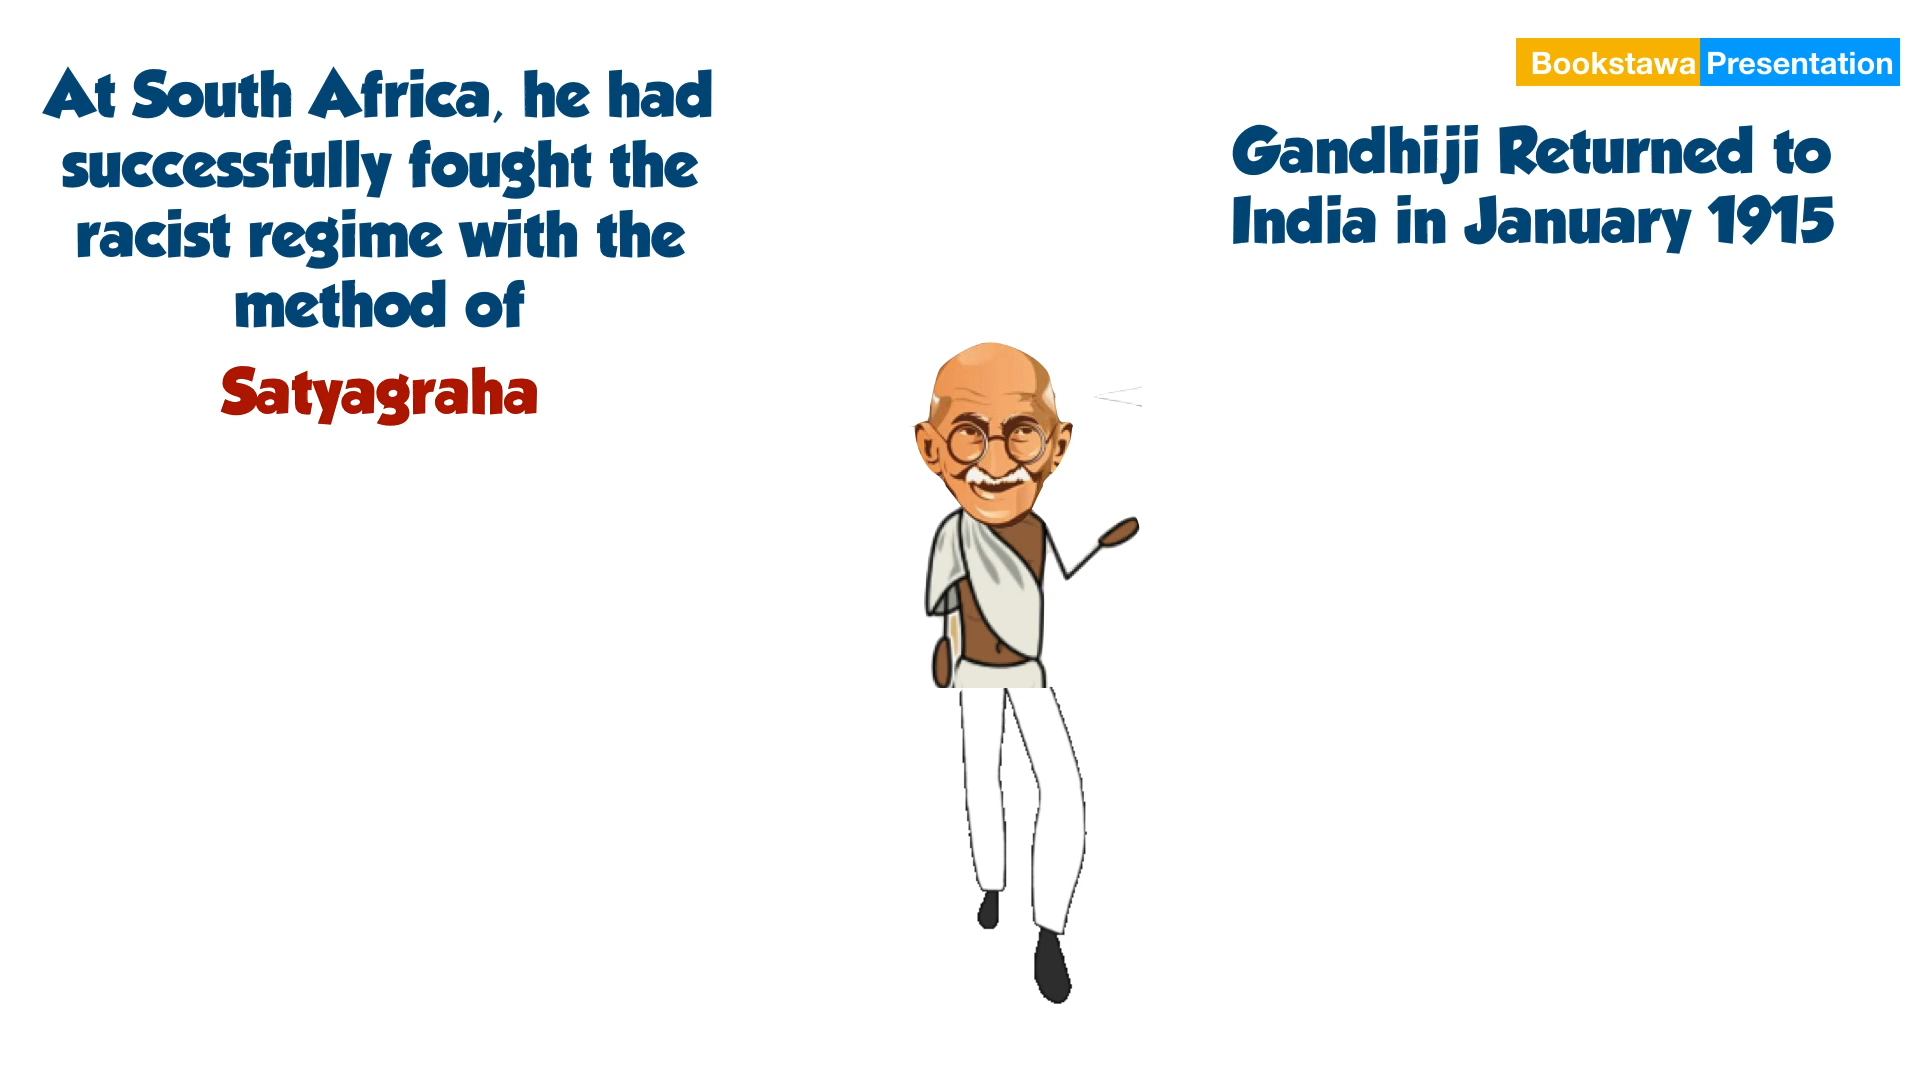 At South Africa, he had
successfully fought the
racist regime with the
method of
Satyagraha
Bookstawa Presentation
Gandhiji Returned to
India in January 1915